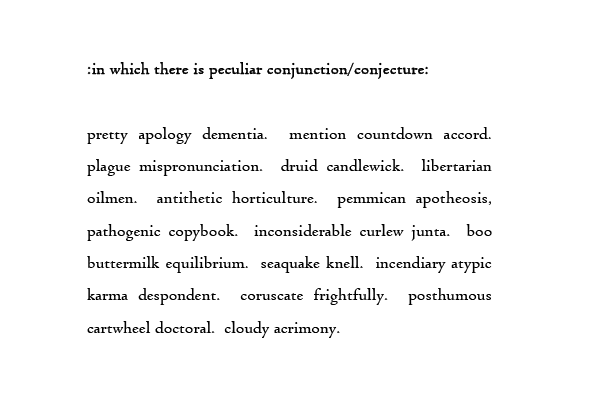 :in which there is peculiar conjunction/conjecture:
pretty apology dementia. mention countdown accord.
plague mispronunciation. druid candlewick. libertarian
oilmen. antithetic horticulture. pemmican apotheosis,
pathogenic copybook. inconsiderable curlew junta. boo
buttermilk equilibrium. seaquake knell. incendiary atypic
karma despondent. coruscate frightfully. posthumous
cartwheel doctoral. cloudy acrimony.